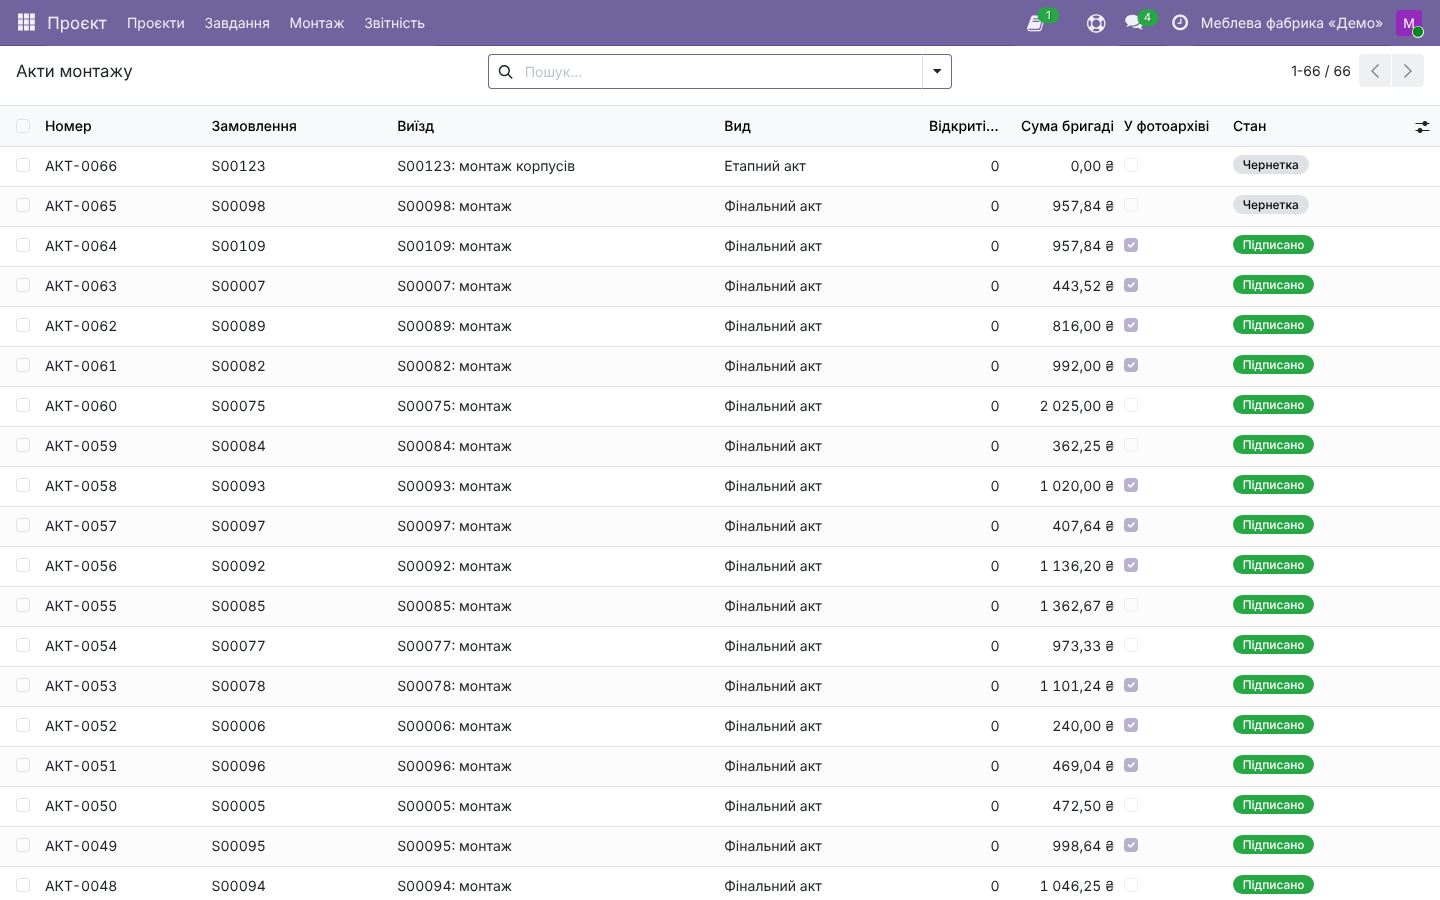 Проєкт Проєкти Завдання Монтаж Звітність 1 4 Меблева фабрика «Демо» M
Акти монтажу Пошук... 1-66 / 66
Номер Замовлення Виїзд Вид Відкриті... Сума бригаді У фотоархіві Стан
АКТ-0066 S00123 S00123: монтаж корпусів Етапний акт 0 0,00 ₴ Чернетка
АКТ-0065 S00098 S00098: монтаж Фінальний акт 0 957,84 ₴ Чернетка
АКТ-0064 S00109 S00109: монтаж Фінальний акт 0 957,84 ₴ Підписано
АКТ-0063 S00007 S00007: монтаж Фінальний акт 0 443,52 ₴ Підписано
АКТ-0062 S00089 S00089: монтаж Фінальний акт 0 816,00 ₴ Підписано
АКТ-0061 S00082 S00082: монтаж Фінальний акт 0 992,00 ₴ Підписано
АКТ-0060 S00075 S00075: монтаж Фінальний акт 0 2 025,00 ₴ Підписано
АКТ-0059 S00084 S00084: монтаж Фінальний акт 0 362,25 ₴ Підписано
АКТ-0058 S00093 S00093: монтаж Фінальний акт 0 1 020,00 ₴ Підписано
АКТ-0057 S00097 S00097: монтаж Фінальний акт 0 407,64 ₴ Підписано
АКТ-0056 S00092 S00092: монтаж Фінальний акт 0 1 136,20 ₴ Підписано
АКТ-0055 S00085 S00085: монтаж Фінальний акт 0 1 362,67 ₴ Підписано
АКТ-0054 S00077 S00077: монтаж Фінальний акт 0 973,33 ₴ Підписано
АКТ-0053 S00078 S00078: монтаж Фінальний акт 0 1 101,24 ₴ Підписано
АКТ-0052 S00006 S00006: монтаж Фінальний акт 0 240,00 ₴ Підписано
АКТ-0051 S00096 S00096: монтаж Фінальний акт 0 469,04 ₴ Підписано
АКТ-0050 S00005 S00005: монтаж Фінальний акт 0 472,50 ₴ Підписано
АКТ-0049 S00095 S00095: монтаж Фінальний акт 0 998,64 ₴ Підписано
АКТ-0048 S00094 S00094: монтаж Фінальний акт 0 1 046,25 ₴ Підписано